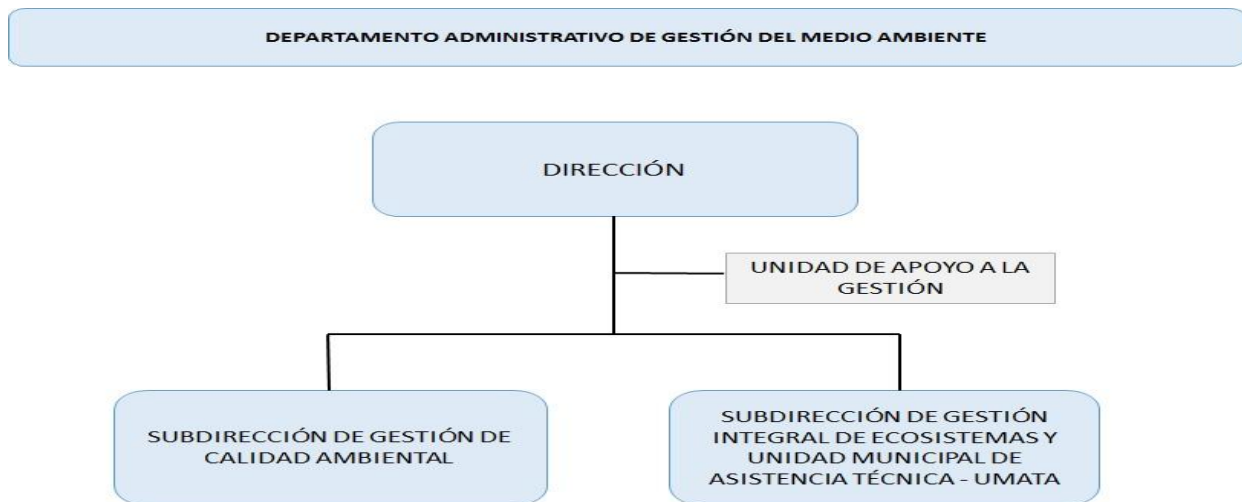 DEPARTAMENTO ADMINISTRATIVO DE GESTIÓN DEL MEDIO AMBIENTE
DIRECCIÓN
UNIDAD DE APOYO A LA
GESTIÓN
SUBDIRECCIÓN DE GESTIÓN DE
CALIDAD AMBIENTAL
SUBDIRECCIÓN DE GESTIÓN
INTEGRAL DE ECOSISTEMAS Y
UNIDAD MUNICIPAL DE
ASISTENCIA TÉCNICA - UMATA